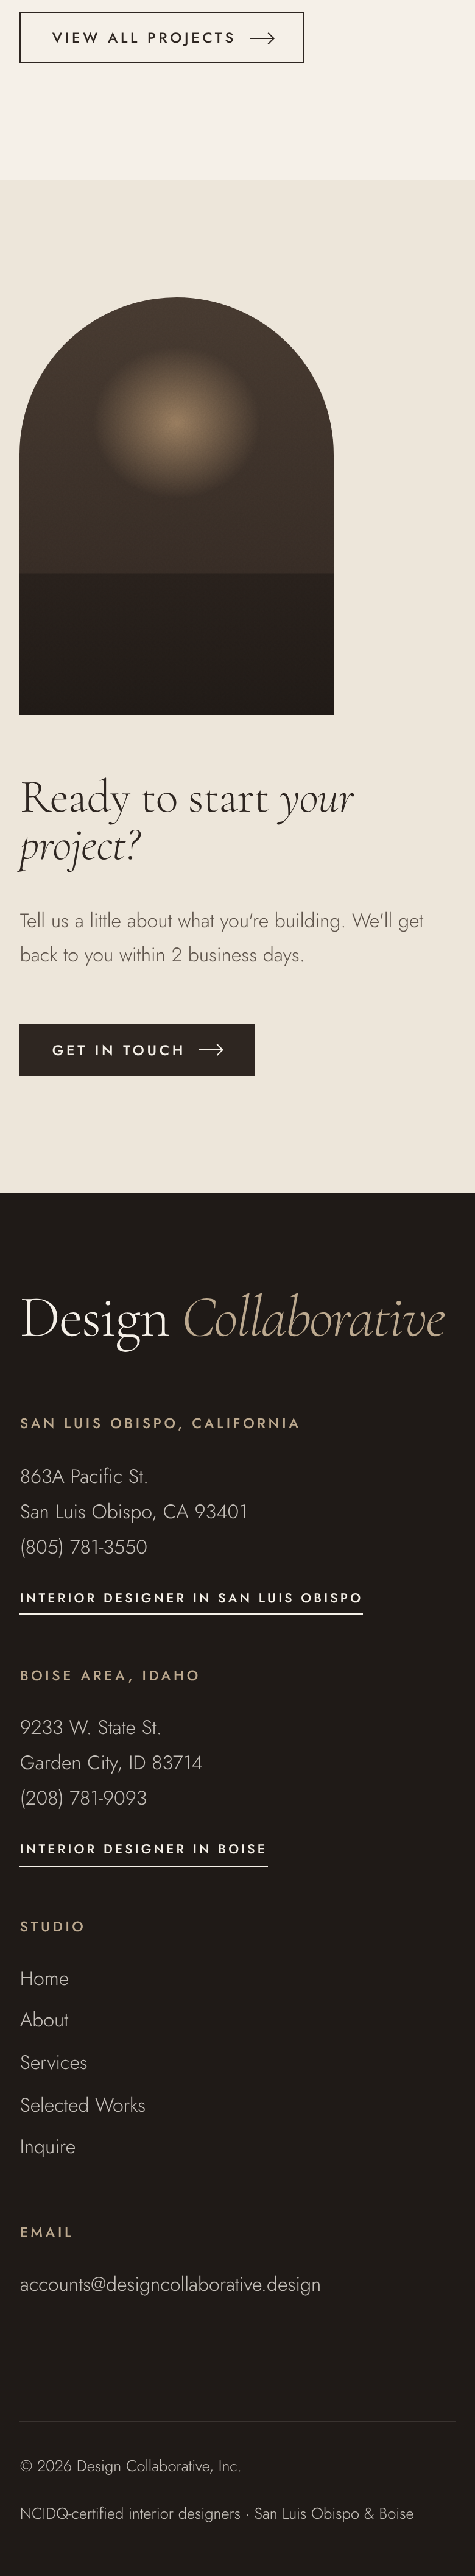 VIEW ALL PROJECTS
Ready to start your
project?
Tell us a little about what you're building. We'll get
back to you within 2 business days.
GET IN TOUCH
Design Collaborative
SAN LUIS OBISPO, CALIFORNIA
863A Pacific St.
San Luis Obispo, CA 93401
(805) 781-3550
INTERIOR DESIGNER IN SAN LUIS OBISPO
BOISE AREA, IDAHO
9233 W. State St.
Garden City, ID 83714
(208) 781-9093
INTERIOR DESIGNER IN BOISE
STUDIO
Home
About
Services
Selected Works
Inquire
EMAIL
accounts@designcollaborative.design
© 2026 Design Collaborative, Inc.
NCIDQ-certified interior designers · San Luis Obispo & Boise